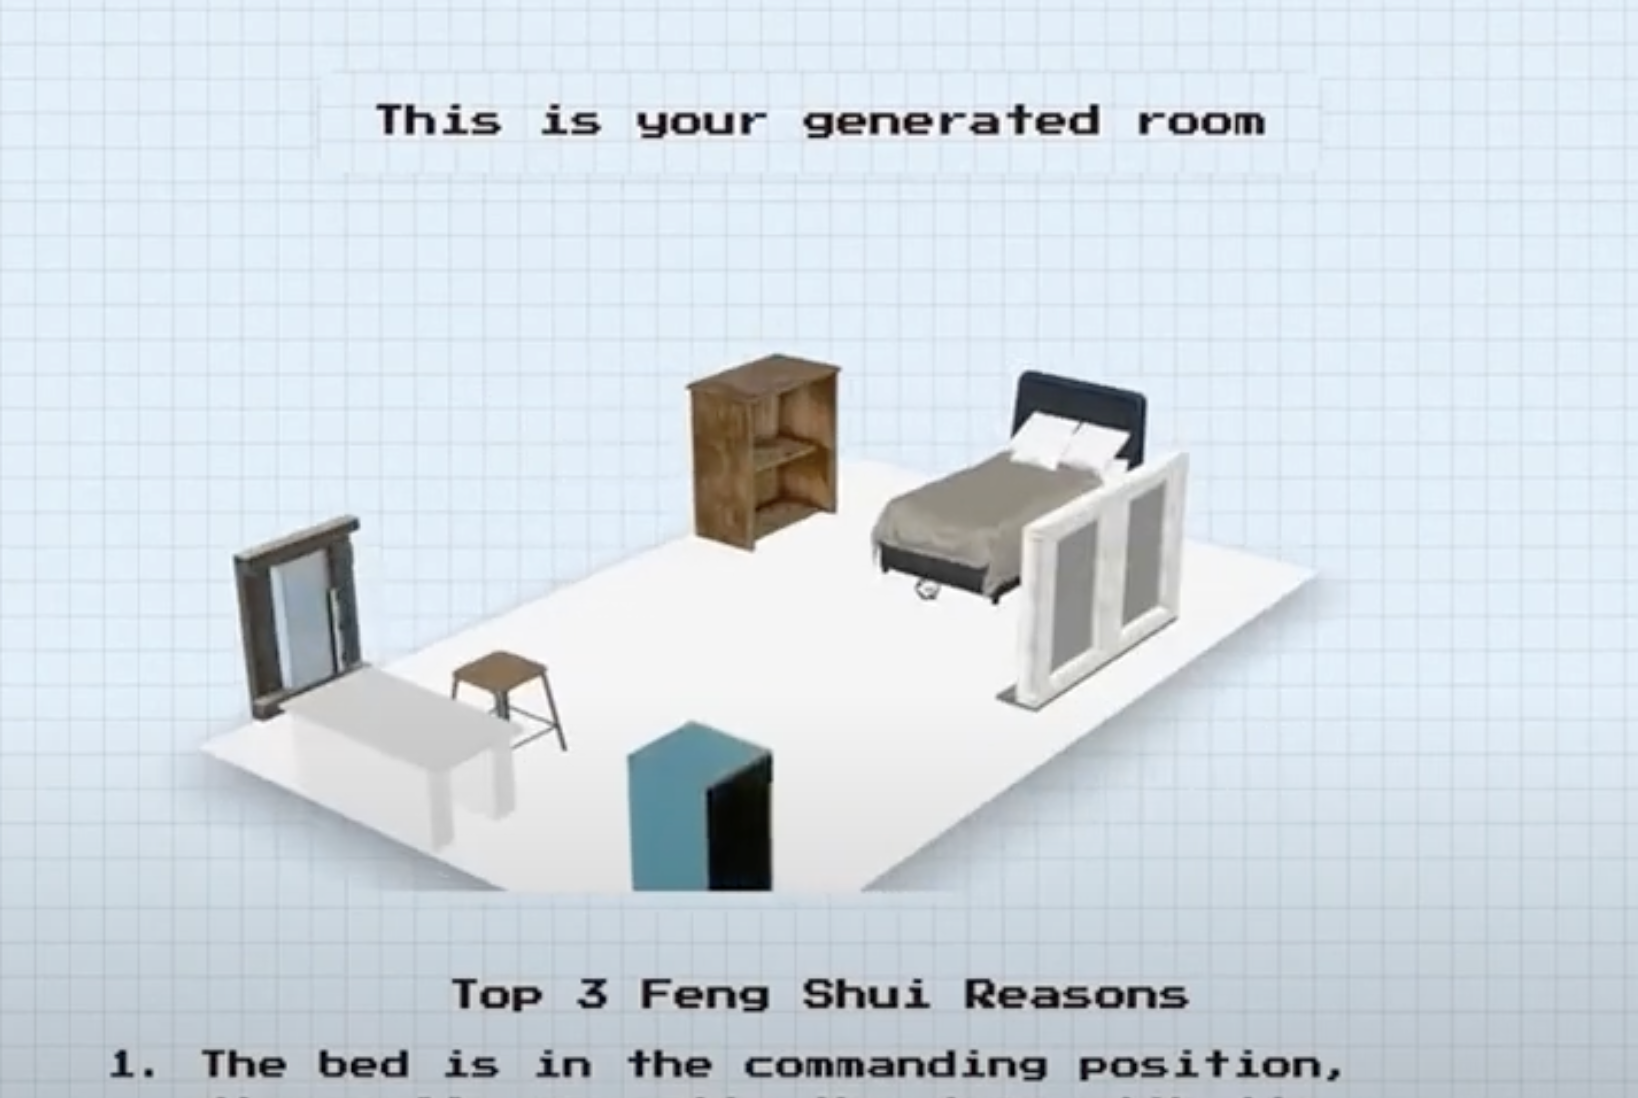 This is your generated room
Top 3 Feng Shui Reasons
1. The bed is in the commanding position,